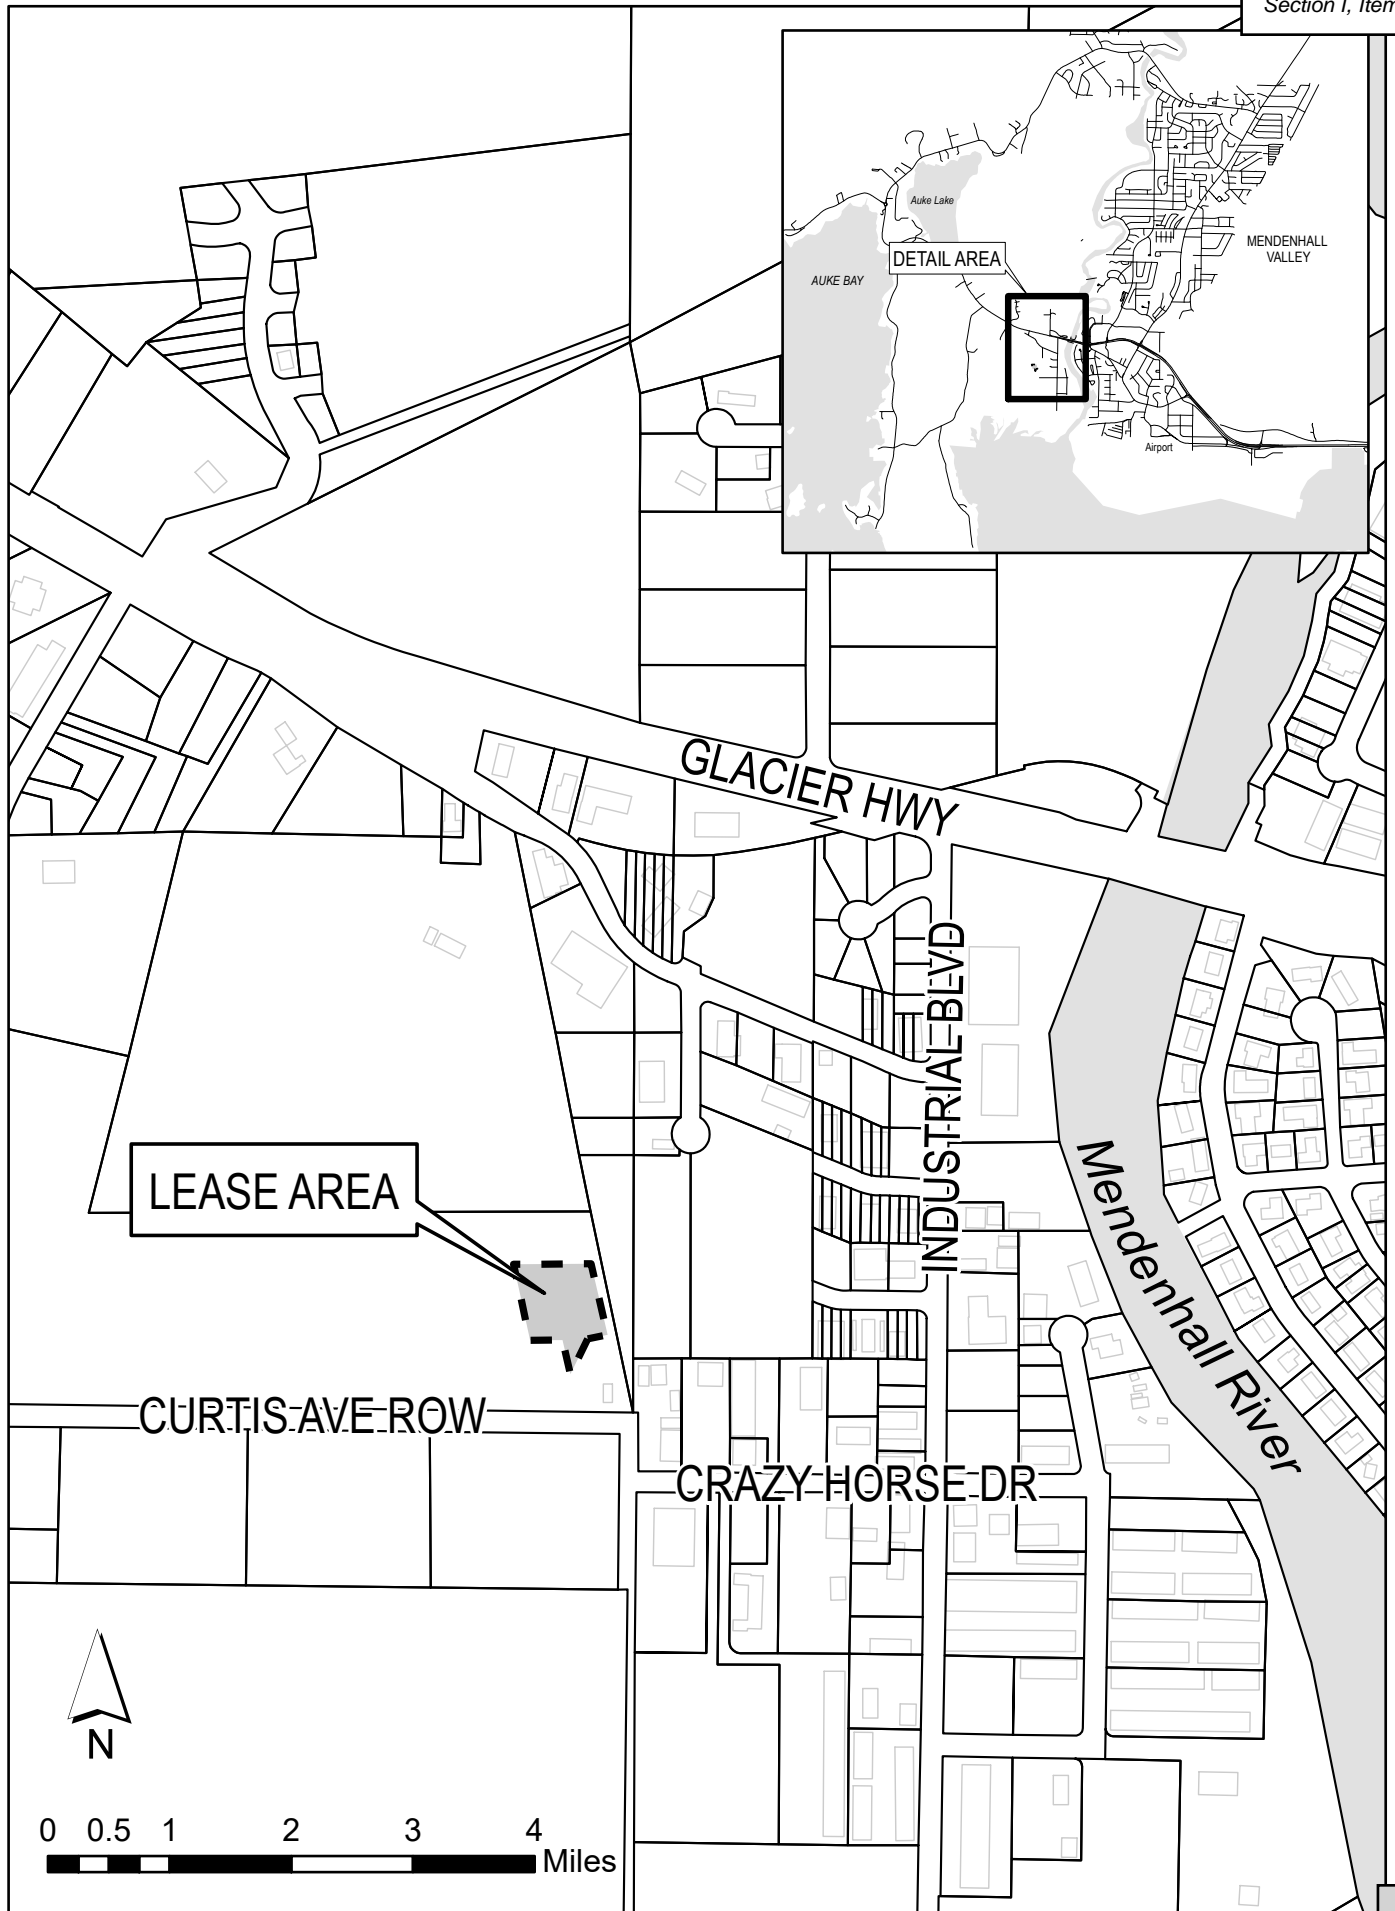 Section I, Item
Auke Lake
MENDENHALL
VALLEY
DETAIL AREA
AUKE BAY
Airport
GLACIER HWY
INDUSTRIAL BLVD
LEASE AREA
Mendenhall River
CURTIS AVE ROW
CRAZY HORSE DR
N
0 0.5 1 2 3 4
Miles